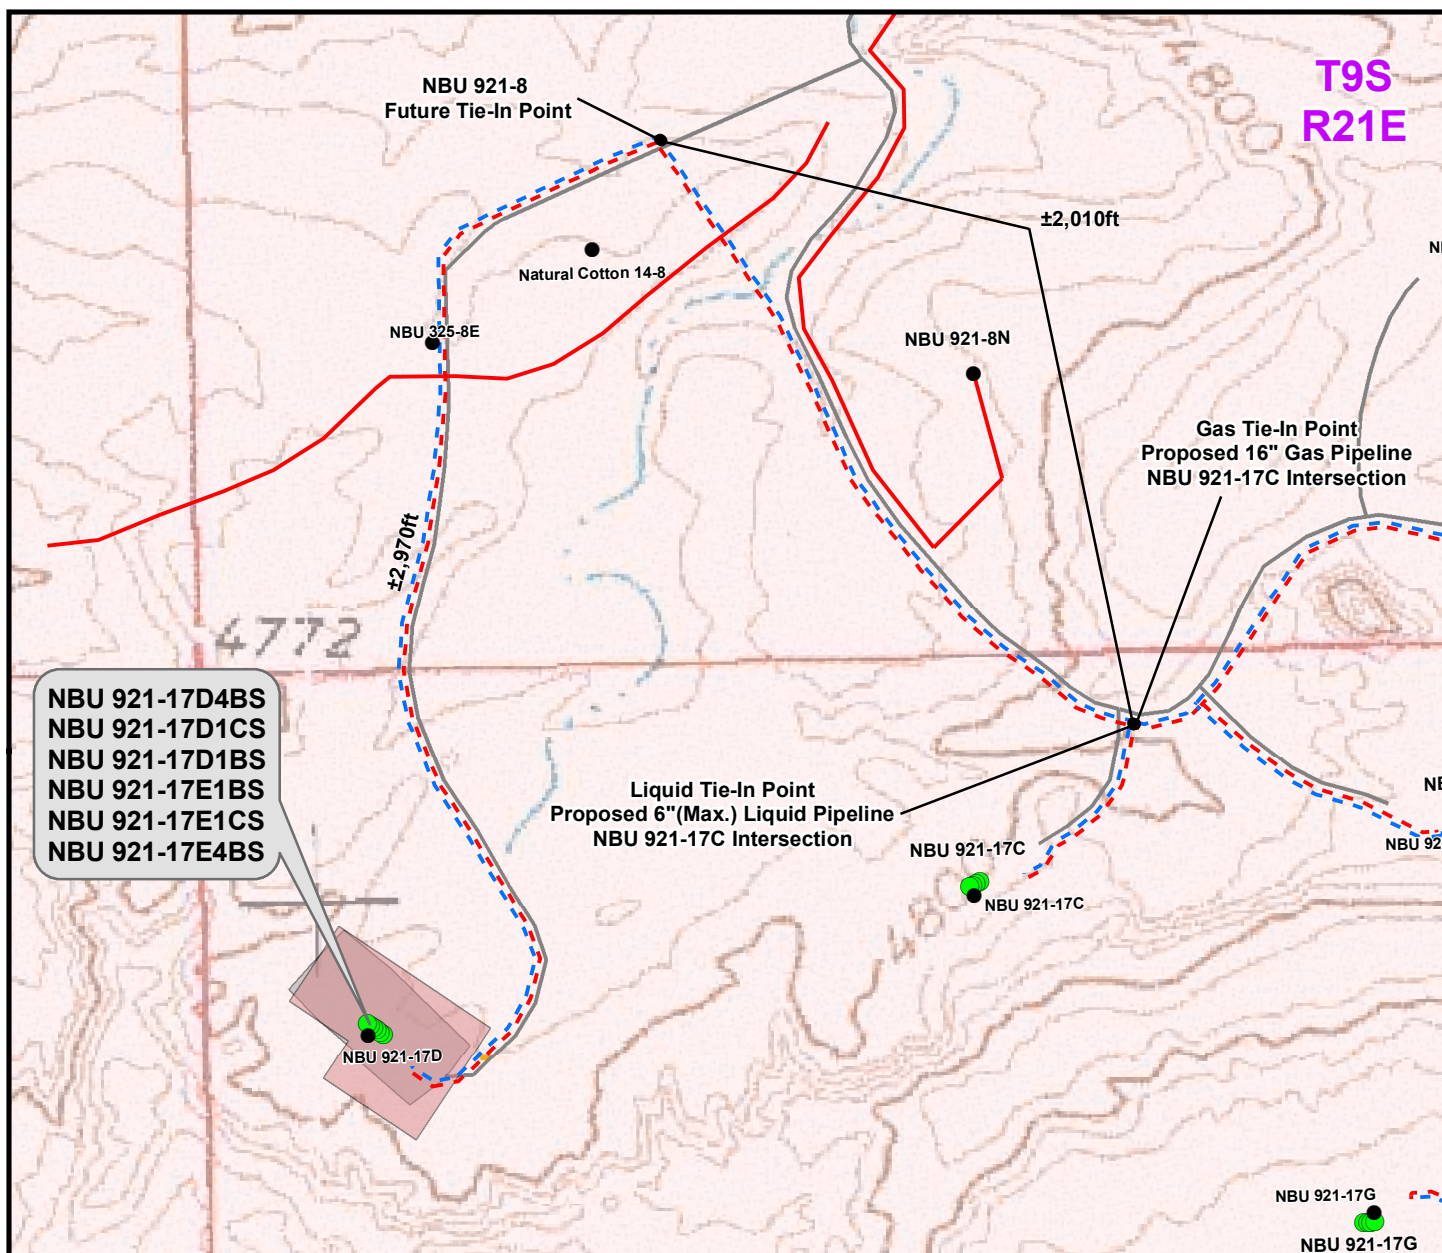 T9S
R21E
NBU 921-8
Future Tie-In Point
4800
±2,010ft
Natural Cotton 14-8
NBU 325-8E
NBU 921-8N
Gas Tie-In Point
Proposed 16" Gas Pipeline
NBU 921-17C Intersection
±2,970ft
4772
NBU 921-17D4BS
NBU 921-17D1CS
NBU 921-17D1BS
NBU 921-17E1BS
NBU 921-17E1CS
NBU 921-17E4BS
Liquid Tie-In Point
Proposed 6"(Max.) Liquid Pipeline
NBU 921-17C Intersection
NBU 921-17C
NBU 921-17C
48
NBU 92
NBU 921-17D
NBU 921-17G
NBU 921-17G